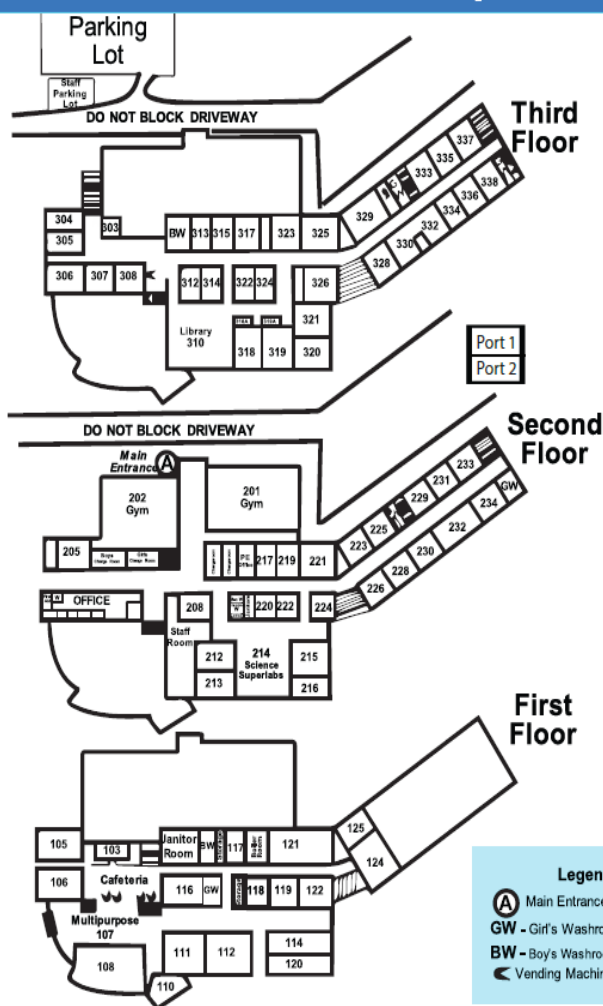 Parking
Lot
Staff
Parking
Lot
DO NOT BLOCK DRIVEWAY
Third
Floor
337
335
333
329
338
336
334
332
330
328
304
305
303
BW 313 315 317 323 325
306 307 308
312 314 322 324 326
Library
310
321
318 319 320
Port 1
Port 2
DO NOT BLOCK DRIVEWAY
Second
Floor
Main
Entrance
A
202
Gym
201
Gym
233
231
229
225
223
GW
234
232
230
228
226
205
217 219 221
OFFICE
208
220 222 224
Staff
Room
212
213
214
Science
Superlabs
215
216
First
Floor
105
103
Janitor
Room
BW
117
121
125
124
106
Cafeteria
116 GW
118 119 122
Multipurpose
107
108
111 112
114
120
110
Legen
A Main Entrance
GW - Girl's Washro
BW - Boy's Washro
Vending Machin